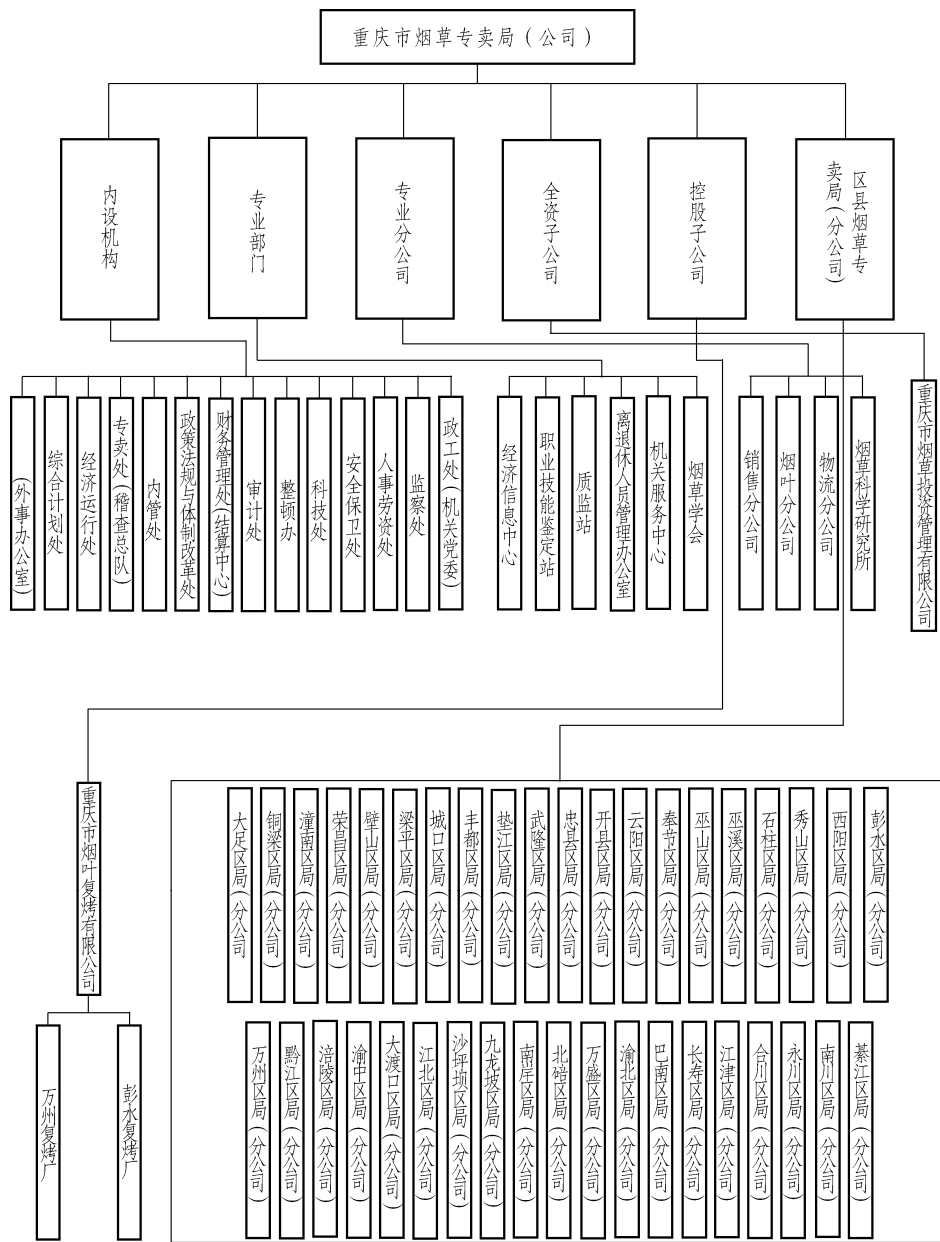 重庆市烟草专卖局(公司)
内设机构
专业部门
专业分公司
全资子公司
控股子公司
区县烟草专
卖局(分公司)
(外事办公室)
综合计划处
经济运行处
专卖处(稽查总队)
内管处
政策法规与体制改革处
财务管理处(结算中心)
审计处
整顿办
科技处
安全保卫处
人事劳资处
监察处
政工处(机关党委)
经济信息中心
职业技能鉴定站
质监站
离退休人员管理办公室
机关服务中心
烟草学会
销售分公司
烟叶分公司
物流分公司
烟草科学研究所
重庆市烟草投资管理有限公司
重庆市烟叶复烤有限公司
万州复烤厂
彭水复烤厂
大足区局(分公司)
铜梁区局(分公司)
潼南区局(分公司)
荣昌区局(分公司)
壁山区局(分公司)
梁平区局(分公司)
城口区局(分公司)
丰都区局(分公司)
垫江区局(分公司)
武隆区局(分公司)
忠县区局(分公司)
开县区局(分公司)
云阳区局(分公司)
奉节区局(分公司)
巫山区局(分公司)
巫溪区局(分公司)
石柱区局(分公司)
秀山区局(分公司)
酉阳区局(分公司)
彭水区局(分公司)
万州区局(分公司)
黔江区局(分公司)
涪陵区局(分公司)
渝中区局(分公司)
大渡口区局(分公司)
江北区局(分公司)
沙坪坝区局(分公司)
九龙坡区局(分公司)
南岸区局(分公司)
北碚区局(分公司)
万盛区局(分公司)
渝北区局(分公司)
巴南区局(分公司)
长寿区局(分公司)
江津区局(分公司)
合川区局(分公司)
永川区局(分公司)
南川区局(分公司)
綦江区局(分公司)